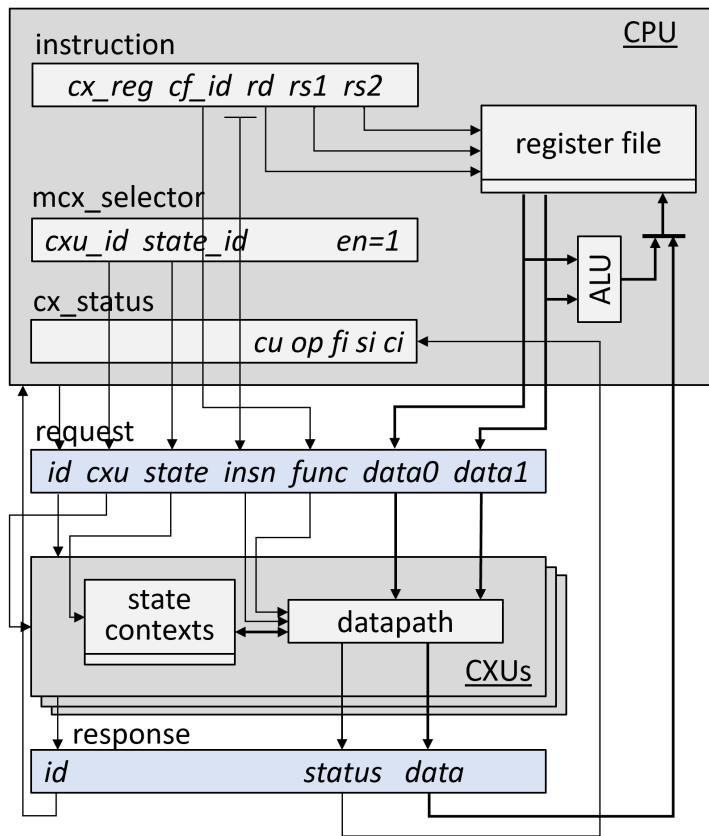 CPU
instruction
cx_reg cf_id rd rs1 rs2
register file
mcx_selector
cxu_id state_id en=1
ALU
cx_status
cu op fi si ci
request
id cxu state insn func data0 data1
state
contexts
datapath
CXUs
response
id status data